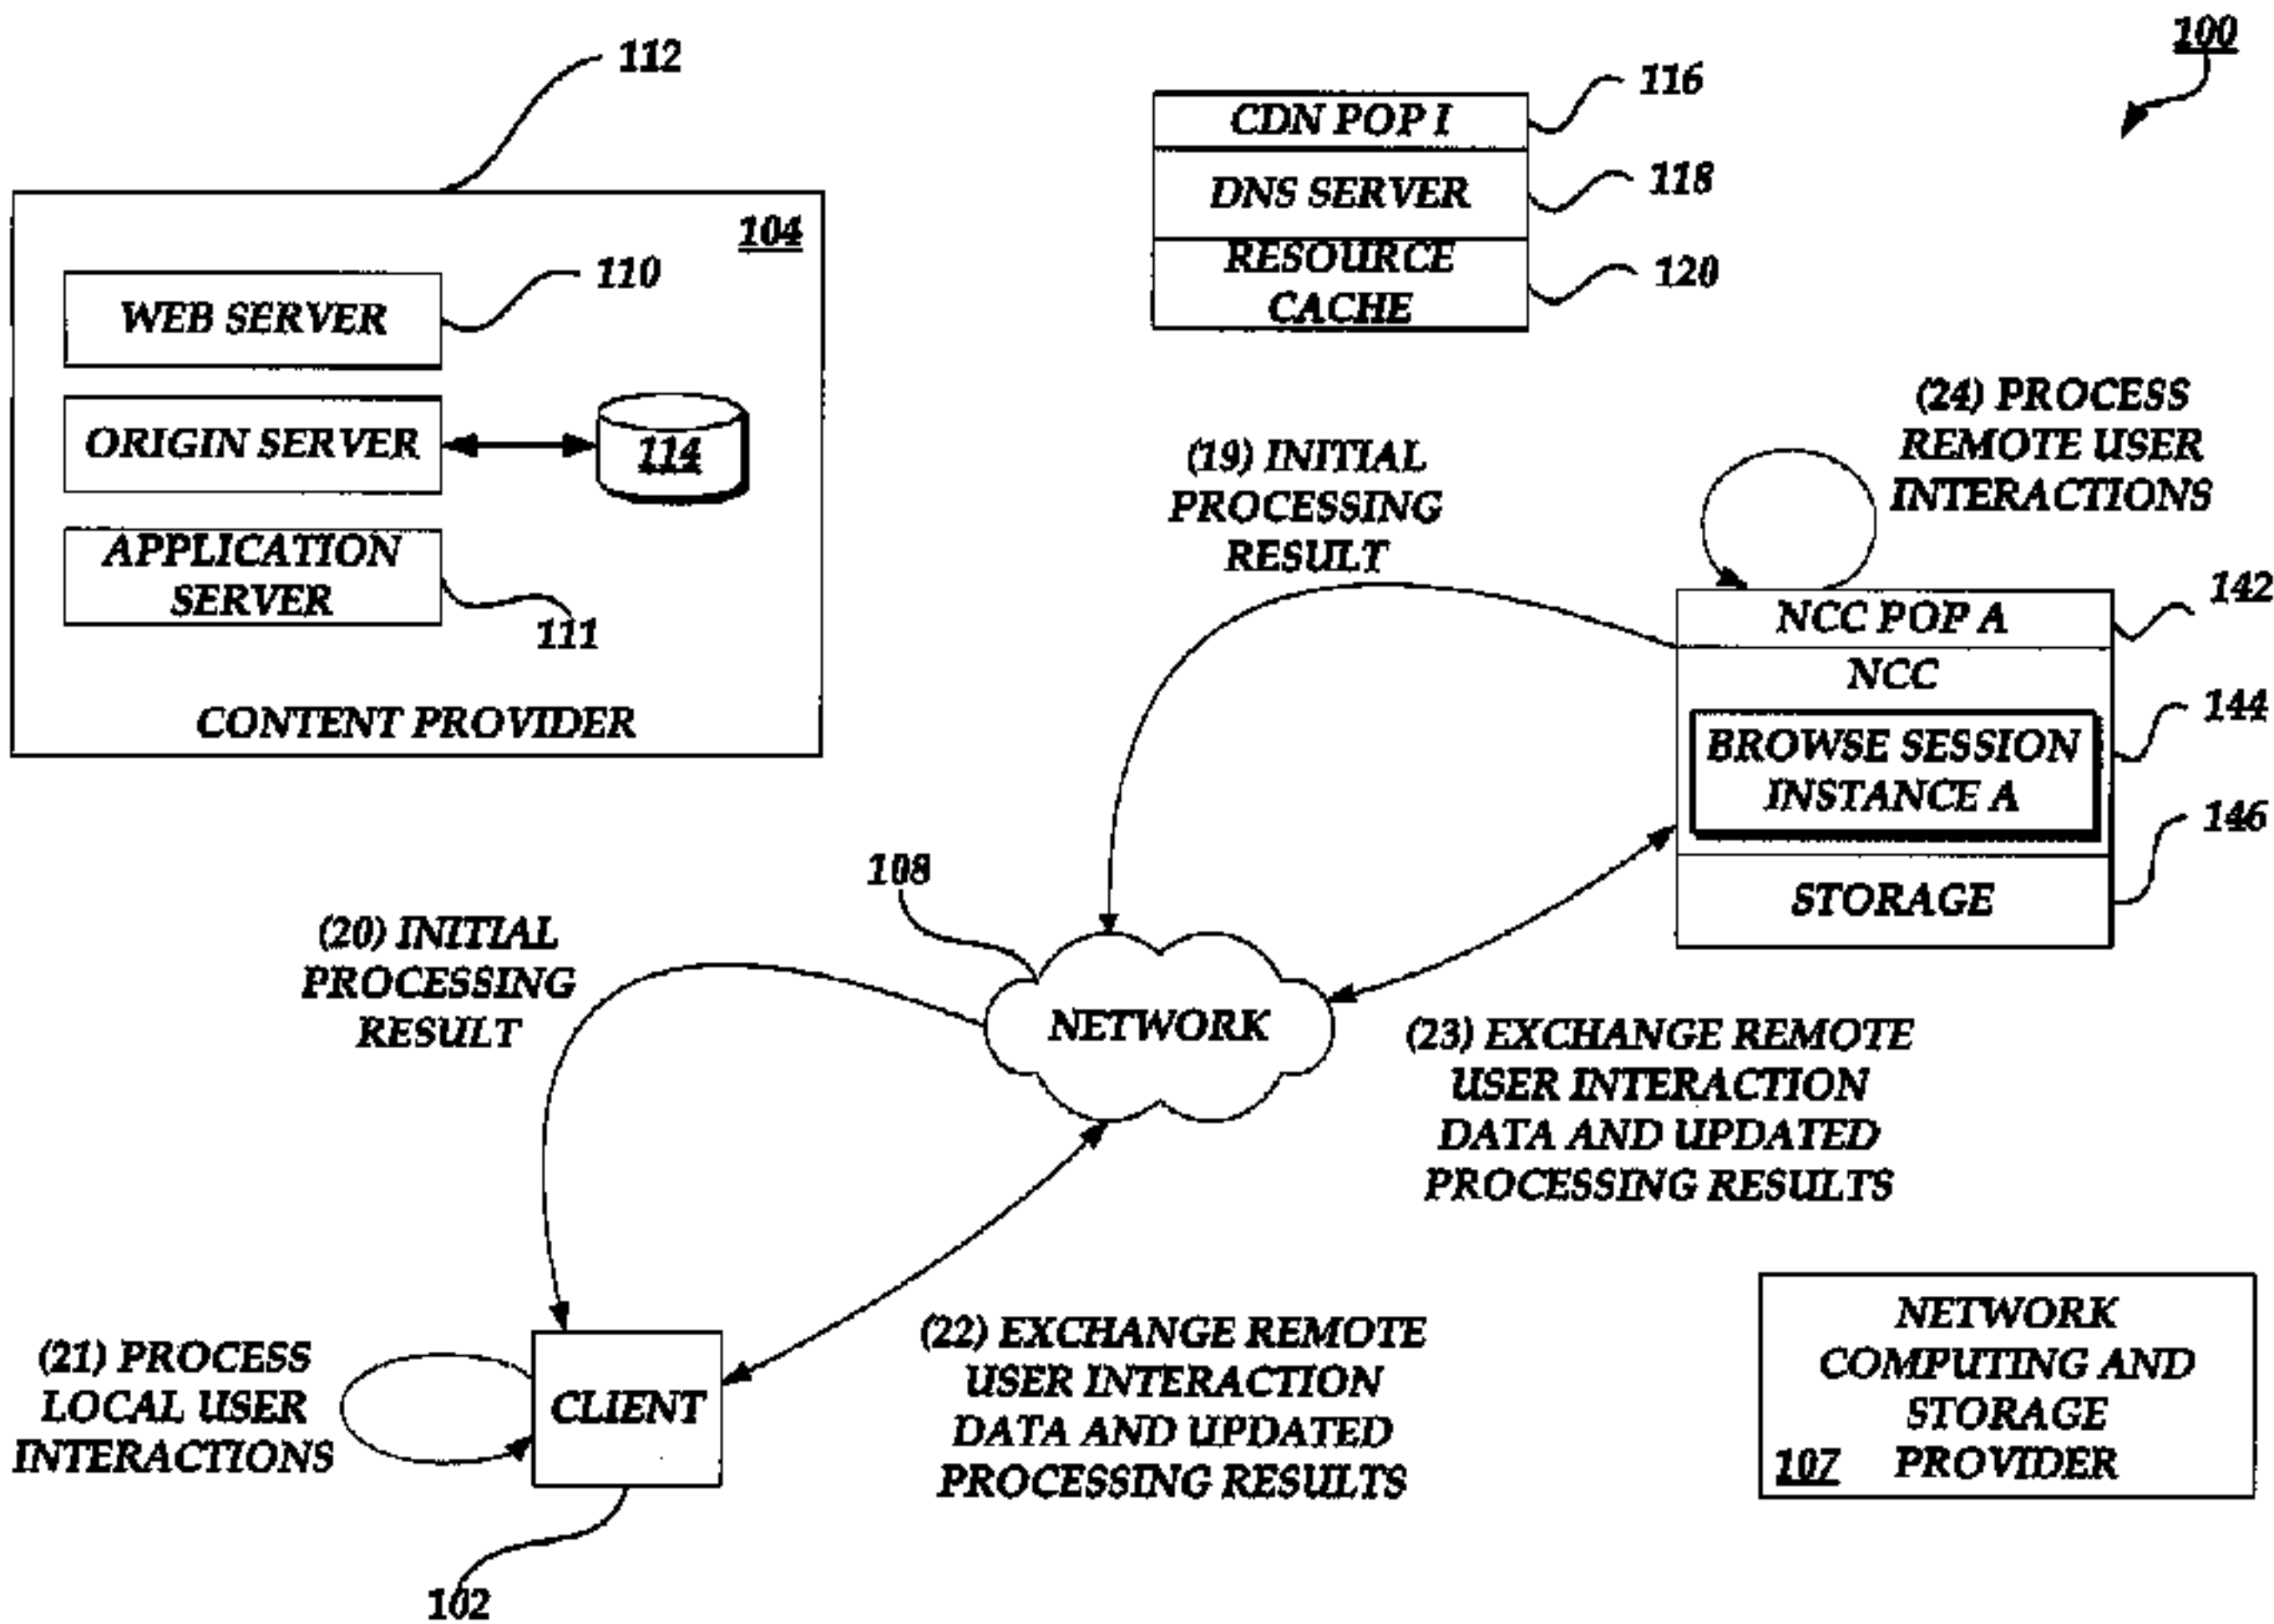 100
112
116
CDN POP I
118
DNS SERVER
120
RESOURCE
CACHE
104
110
WEB SERVER
ORIGIN SERVER
114
APPLICATION
SERVER
111
CONTENT PROVIDER
(24) PROCESS
REMOTE USER
INTERACTIONS
(19) INITIAL
PROCESSING
RESULT
142
NCC POP A
NCC
144
BROWSE SESSION
INSTANCE A
146
STORAGE
108
(20) INITIAL
PROCESSING
RESULT
NETWORK
(23) EXCHANGE REMOTE
USER INTERACTION
DATA AND UPDATED
PROCESSING RESULTS
(21) PROCESS
LOCAL USER
INTERACTIONS
CLIENT
102
(22) EXCHANGE REMOTE
USER INTERACTION
DATA AND UPDATED
PROCESSING RESULTS
NETWORK
COMPUTING AND
STORAGE
107 PROVIDER